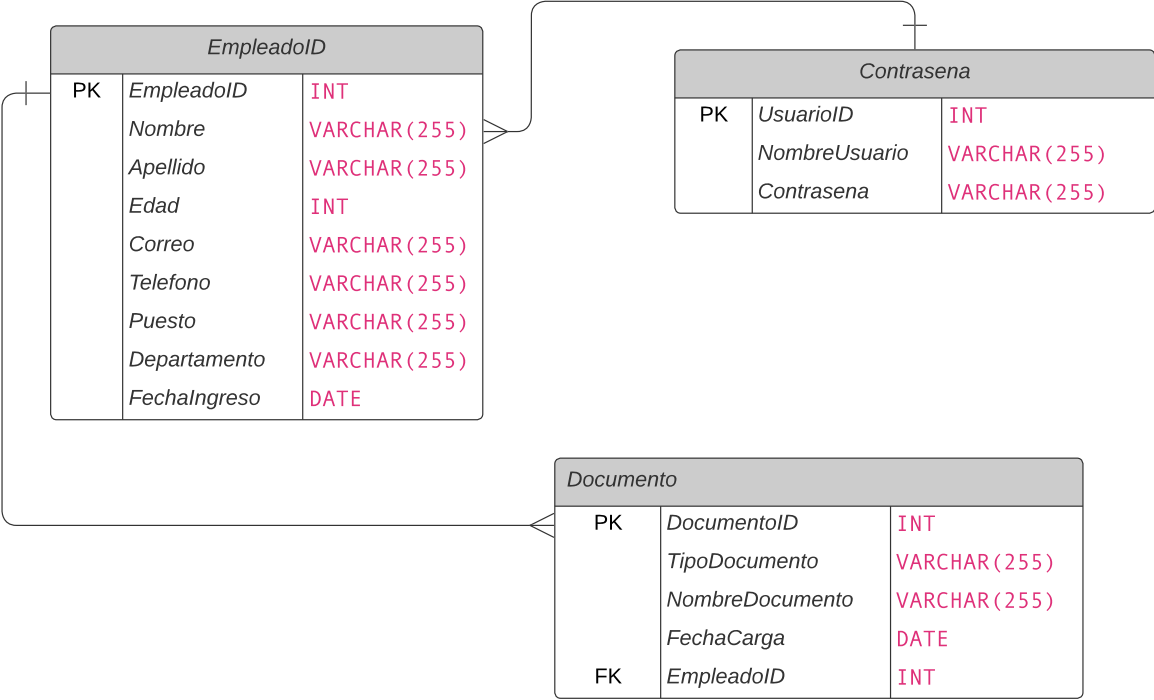 EmpleadoID
PK EmpleadoID INT
Nombre VARCHAR(255)
Apellido VARCHAR(255)
Edad INT
Correo VARCHAR(255)
Telefono VARCHAR(255)
Puesto VARCHAR(255)
Departamento VARCHAR(255)
FechaIngreso DATE
Contrasena
PK UsuarioID INT
NombreUsuario VARCHAR(255)
Contrasena VARCHAR(255)
Documento
PK DocumentoID INT
TipoDocumento VARCHAR(255)
NombreDocumento VARCHAR(255)
FechaCarga DATE
FK EmpleadoID INT